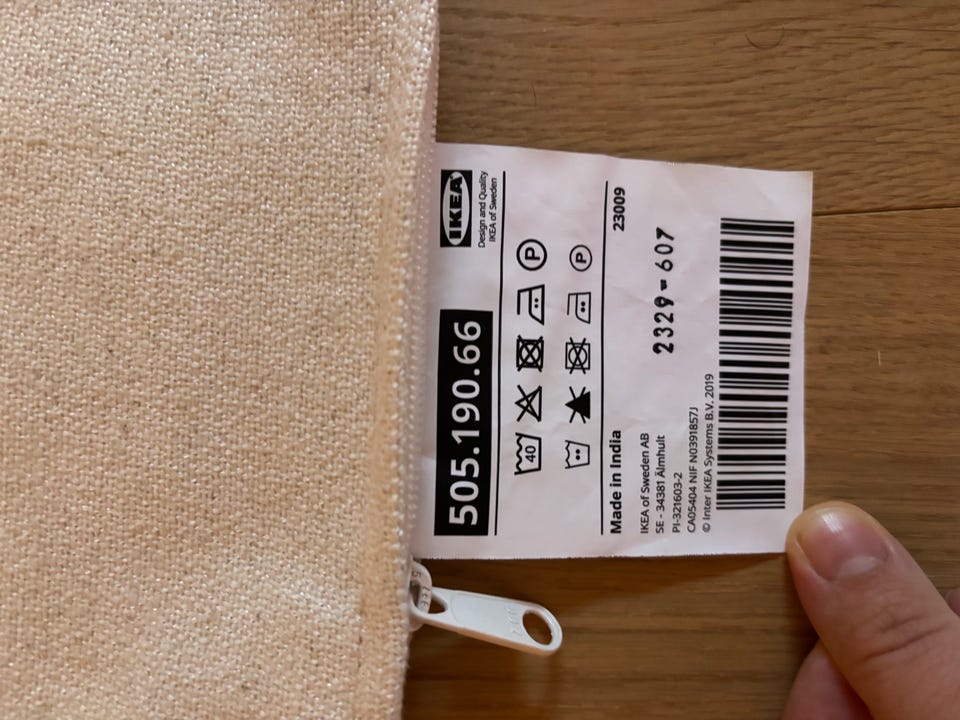 IKEA
Design and Quality
IKEA of Sweden
505.190.66
40
P
P
Made in India
23009
IKEA of Sweden AB
SE - 34381 Älmhult
PI-321603-2
CA05404 NIF N0391857J
© Inter IKEA Systems B.V. 2019
2329-607